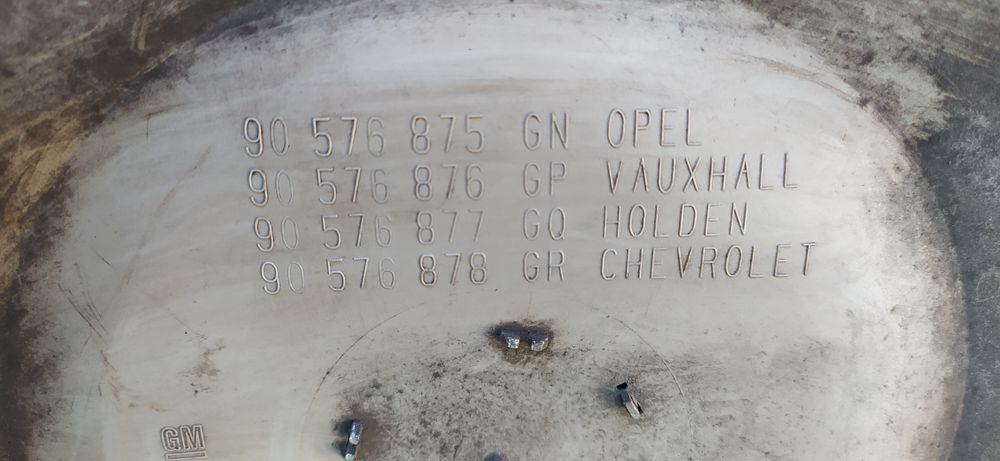 90 576 875 GN OPEL
90 576 876 GP VAUXHALL
90 576 877 GQ HOLDEN
90 576 878 GR CHEVROLET
GM